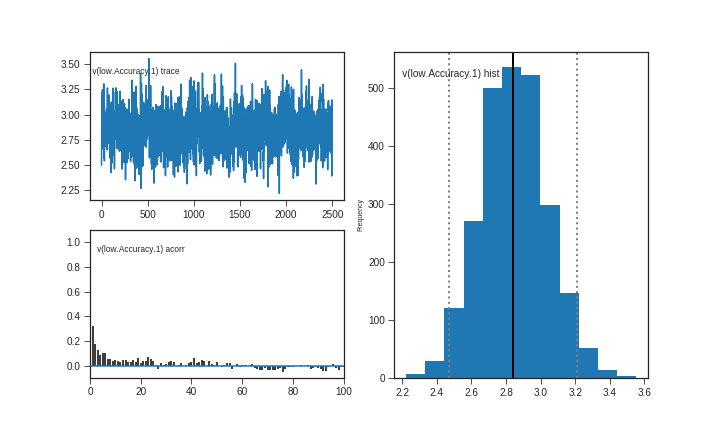 3.50
v(low.Accuracy.1) trace
3.25
3.00
2.75
2.50
2.25
0 500 1000 1500 2000 2500
1.0
v(low.Accuracy.1) acorr
0.8
0.6
0.4
0.2
0.0
0 20 40 60 80 100
v(low.Accuracy.1) hist
500
400
Frequency
300
200
100
0
2.2 2.4 2.6 2.8 3.0 3.2 3.4 3.6